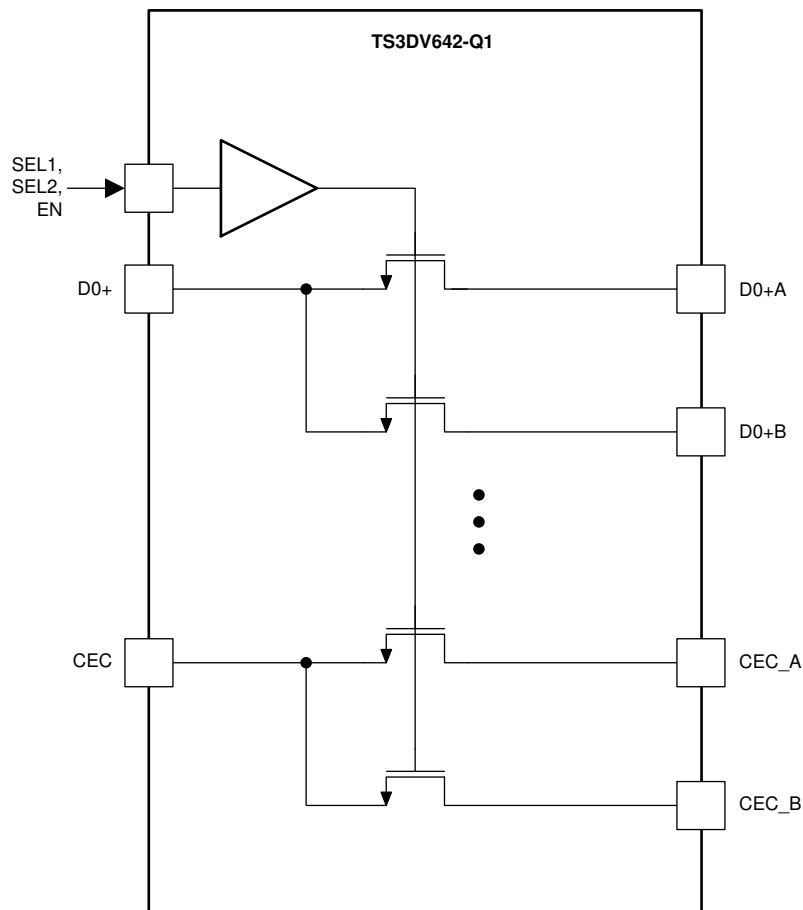 TS3DV642-Q1
SEL1,
SEL2,
EN
D0+
D0+A
D0+B
CEC
CEC_A
CEC_B